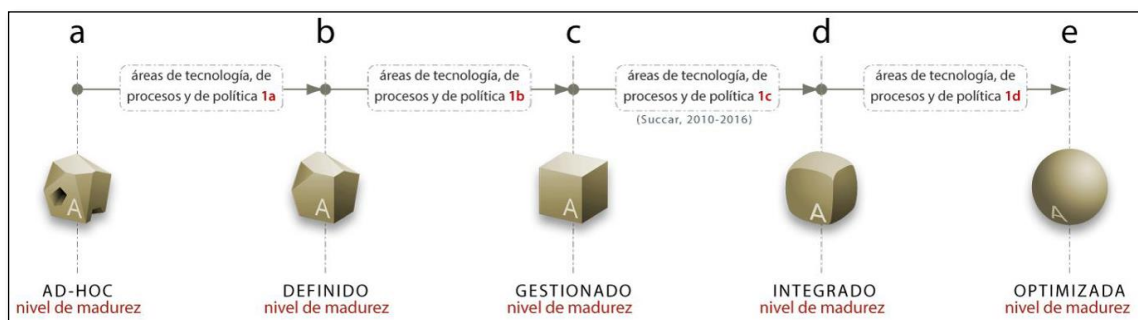 a
b
c
d
e
áreas de tecnología, de
procesos y de política 1a
áreas de tecnología, de
procesos y de política 1b
áreas de tecnología, de
procesos y de política 1c
(Succar, 2010-2016)
áreas de tecnología, de
procesos y de política 1d
A
A
A
A
A
AD-HOC
nivel de madurez
DEFINIDO
nivel de madurez
GESTIONADO
nivel de madurez
INTEGRADO
nivel de madurez
OPTIMIZADA
nivel de madurez